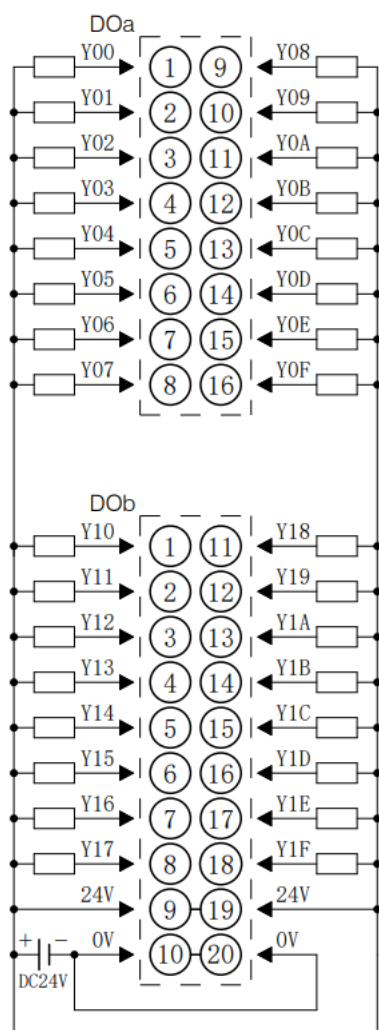 DOa
Y00 1 9 Y08
Y01 2 10 Y09
Y02 3 11 Y0A
Y03 4 12 Y0B
Y04 5 13 Y0C
Y05 6 14 Y0D
Y06 7 15 Y0E
Y07 8 16 Y0F
DOb
Y10 1 11 Y18
Y11 2 12 Y19
Y12 3 13 Y1A
Y13 4 14 Y1B
Y14 5 15 Y1C
Y15 6 16 Y1D
Y16 7 17 Y1E
Y17 8 18 Y1F
24V 9 19 24V
+ − 0V 10 20 0V
DC24V